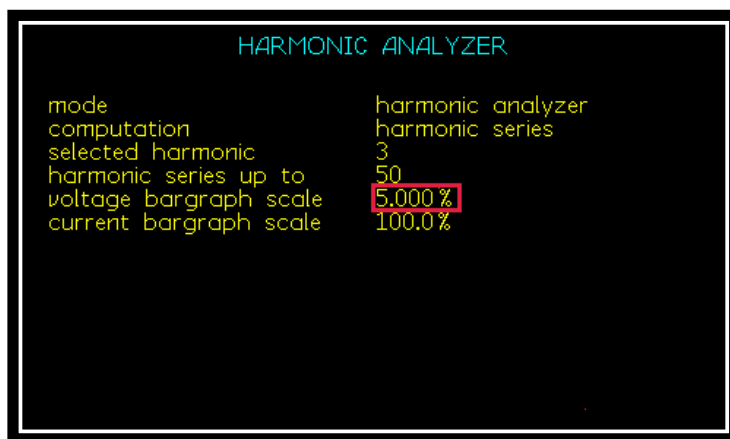 HARMONIC ANALYZER
mode harmonic analyzer
computation harmonic series
selected harmonic 3
harmonic series up to 50
voltage bargraph scale 5.000%
current bargraph scale 100.0%